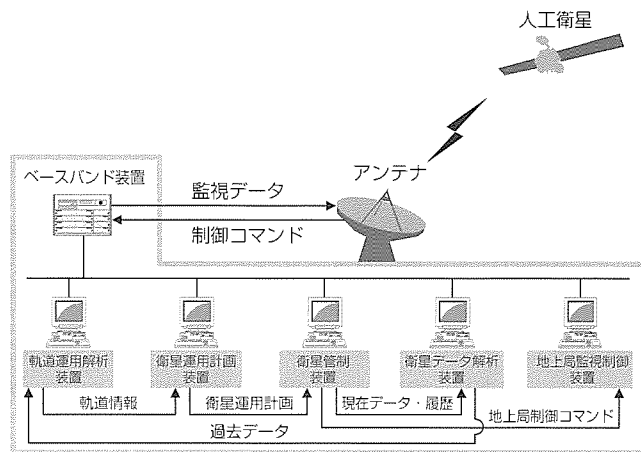 人工衛星
アンテナ
ベースバンド装置
監視データ
制御コマンド
軌道運用解析
装置
衛星運用計画
装置
衛星管制
装置
衛星データ解析
装置
地上局監視制御
装置
軌道情報
衛星運用計画
現在データ・履歴
地上局制御コマンド
過去データ